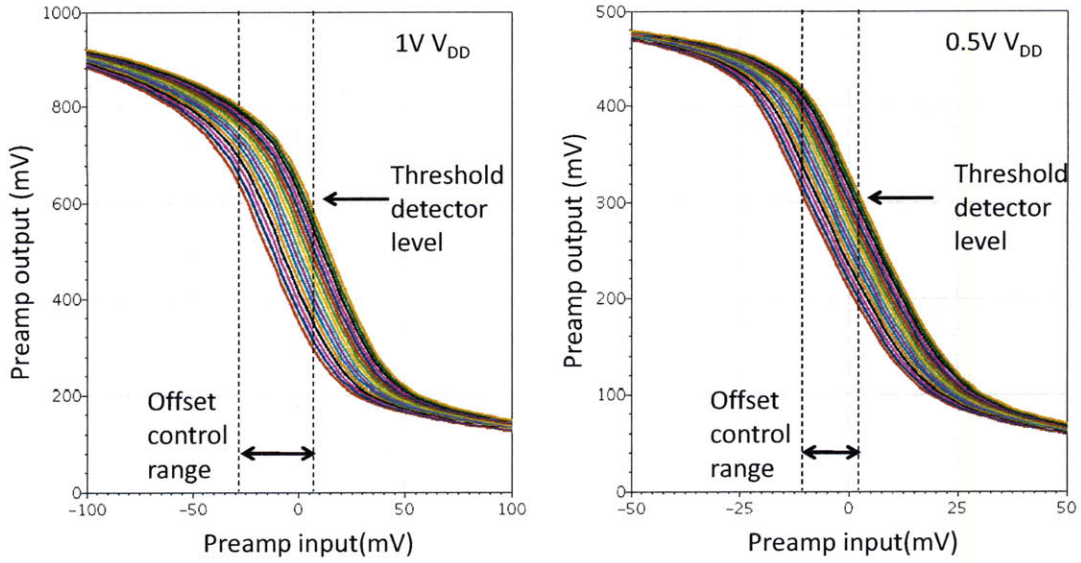 1V VDD
1000
800
600
400
200
0
Preamp output (mV)
Threshold
detector
level
Offset
control
range
-100
-50
0
50
100
Preamp input(mV)
0.5V VDD
500
400
300
200
100
0
Preamp output (mV)
Threshold
detector
level
Offset
control
range
-50
-25
0
25
50
Preamp input(mV)